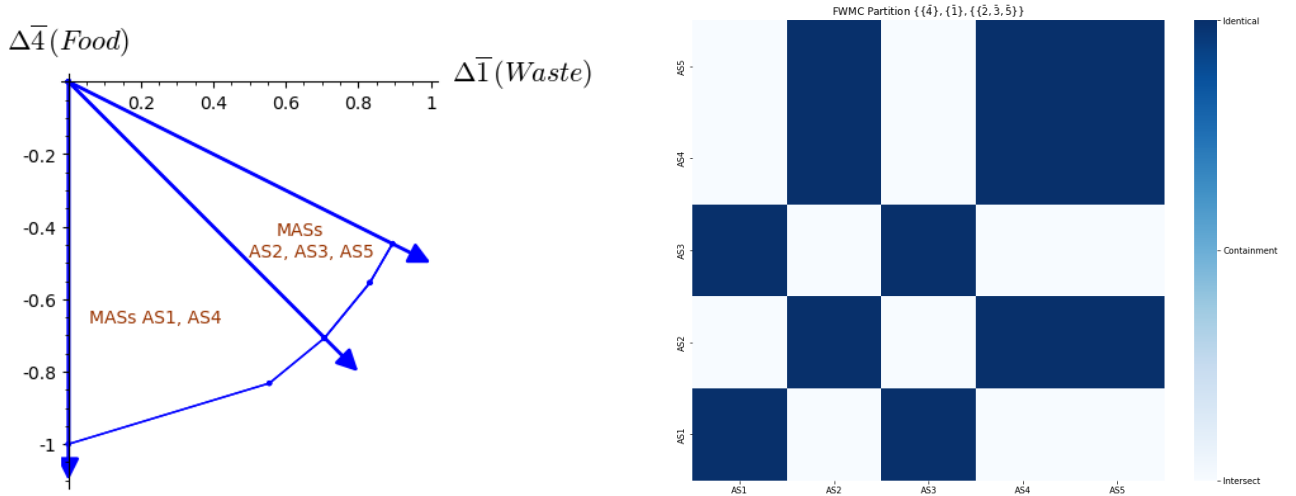 Δ4̅ (Food)
Δ1̅ (Waste)
0.2 0.4 0.6 0.8 1
-0.2
-0.4
-0.6
-0.8
-1
MASs
AS2, AS3, AS5
MASs AS1, AS4
FWMC Partition {{4̄}, {1̄}, {{2̄, 3̄, 5̄}}
AS5
AS4
AS3
AS2
AS1
AS1 AS2 AS3 AS4 AS5
Identical
Containment
Intersect